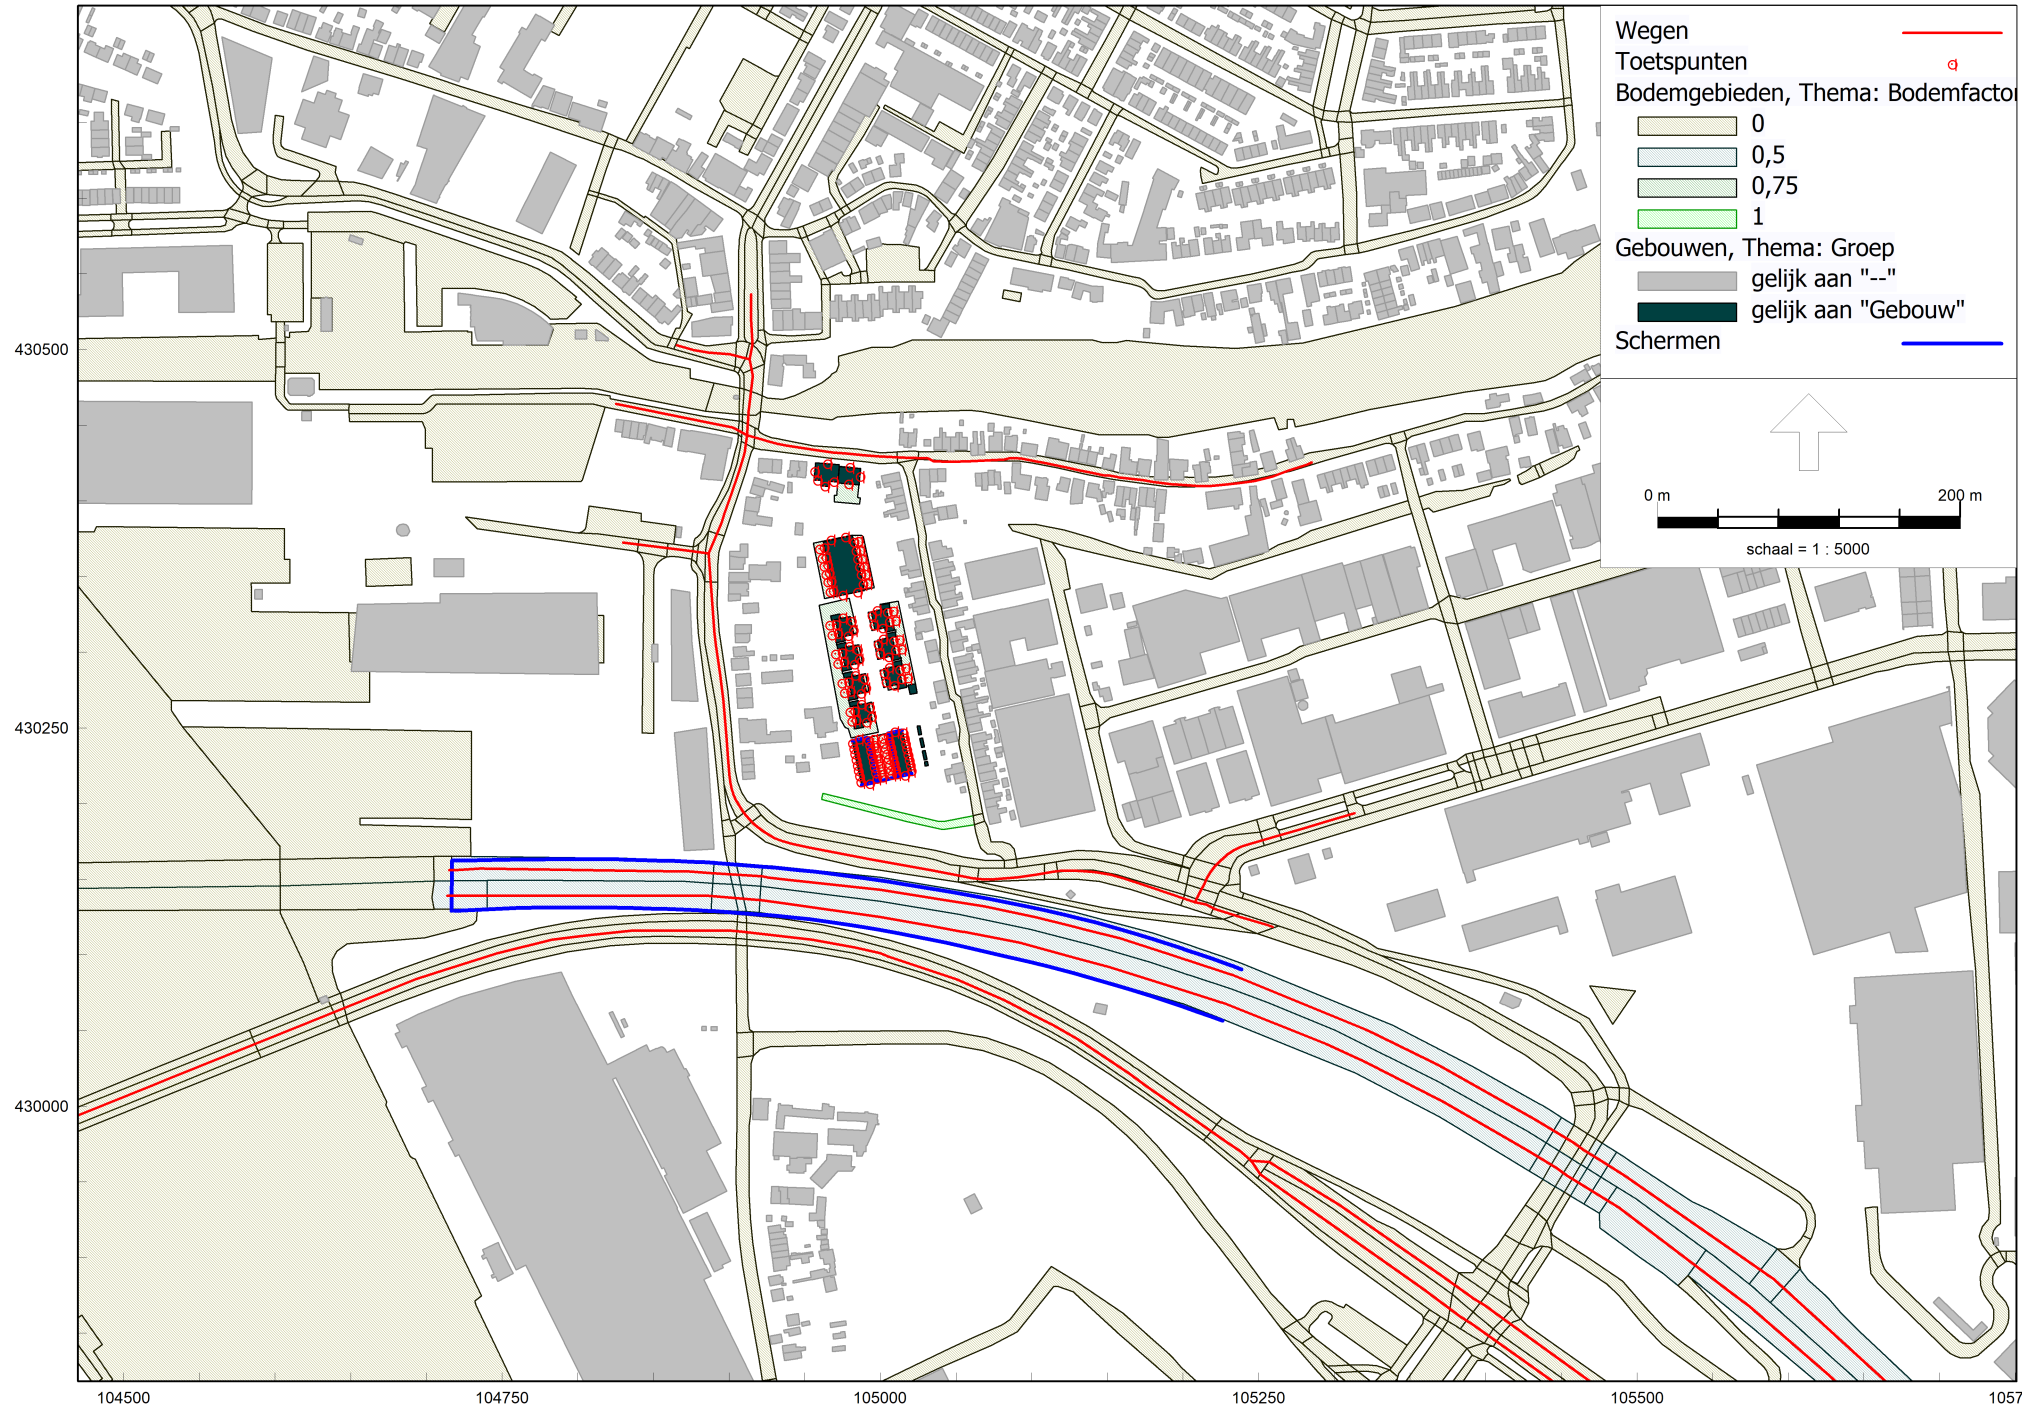 Wegen
Toetspunten
Bodemgebieden, Thema: Bodemfactor
0
0,5
0,75
1
Gebouwen, Thema: Groep
gelijk aan "--"
gelijk aan "Gebouw"
Schermen
0 m 200 m
schaal = 1 : 5000
430500
430250
430000
104500 104750 105000 105250 105500 1057